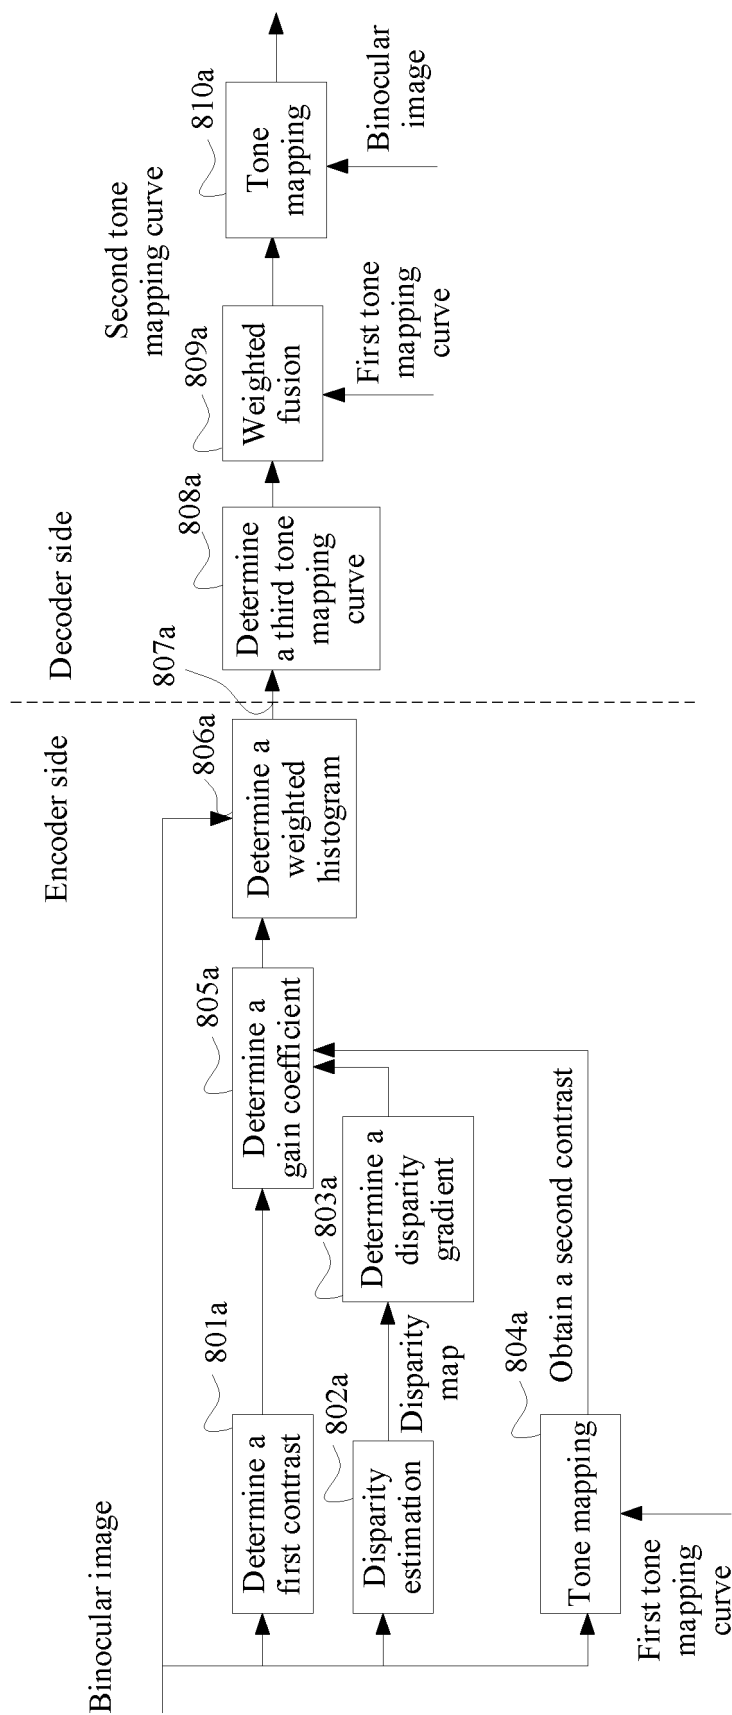 Binocular image
Encoder side
Decoder side
801a
Determine a
first contrast
802a
Disparity
estimation
Disparity
map
803a
Determine a
disparity
gradient
804a
Tone mapping
First tone
mapping
curve
Obtain a second contrast
805a
Determine a
gain coefficient
806a
Determine a
weighted
histogram
807a
808a
Determine
a third tone
mapping
curve
809a
Weighted
fusion
First tone
mapping
curve
Second tone
mapping curve
810a
Tone
mapping
Binocular
image